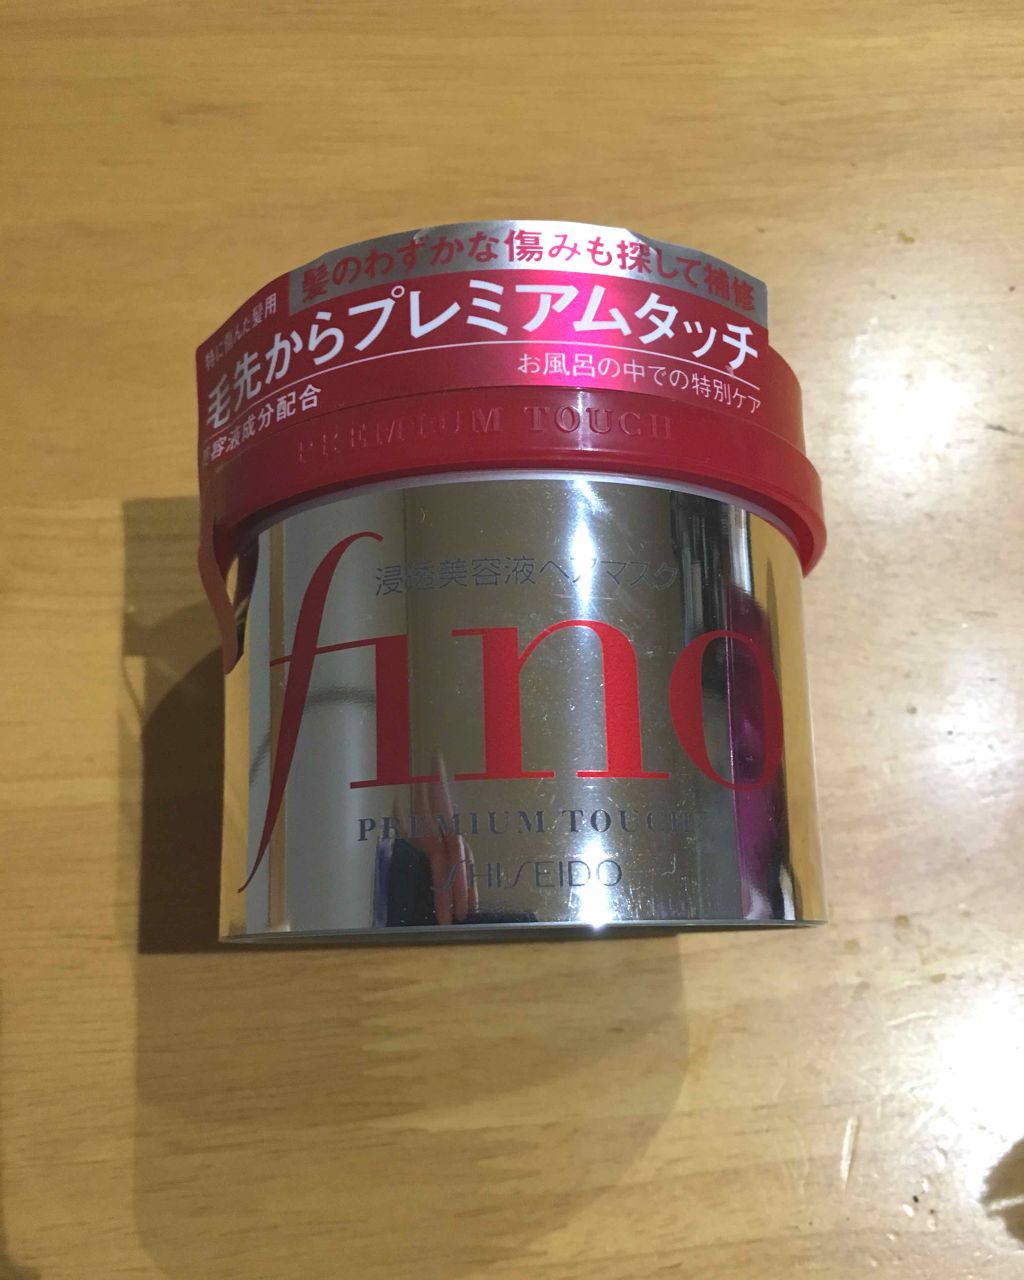 髪のわずかな傷みも探して補修
特に傷んだ髪用
毛先からプレミアムタッチ
お風呂の中での特別ケア
美容液成分配合
PREMIUM TOUCH
浸透美容液ヘアマスク
fino
PREMIUM TOUCH
SHISEIDO